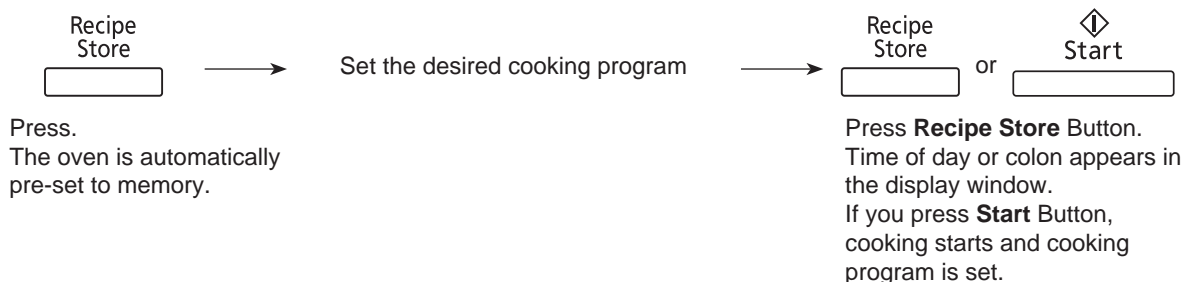 Recipe
Store
Press.
The oven is automatically
pre-set to memory.
Set the desired cooking program
Recipe
Store
or
Start
Press Recipe Store Button.
Time of day or colon appears in
the display window.
If you press Start Button,
cooking starts and cooking
program is set.